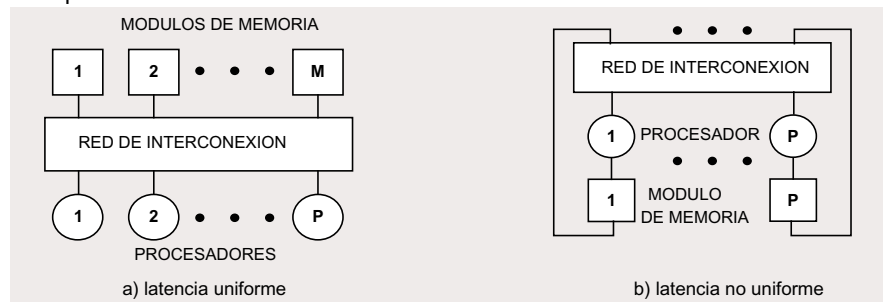 MODULOS DE MEMORIA
1 2 M
RED DE INTERCONEXION
1 2 P
PROCESADORES
a) latencia uniforme
RED DE INTERCONEXION
1 PROCESADOR P
1 MODULO P
DE MEMORIA
b) latencia no uniforme